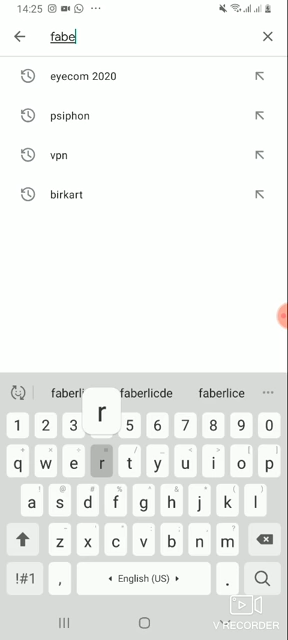 14:25
fabe
eyecom 2020
psiphon
vpn
birkart
faberlicde faberlice
r
1 2 3 5 6 7 8 9 0
q w e r t y u i o p
a s d f g h j k l
z x c v b n m
!#1 , English (US) .
V RECORDER